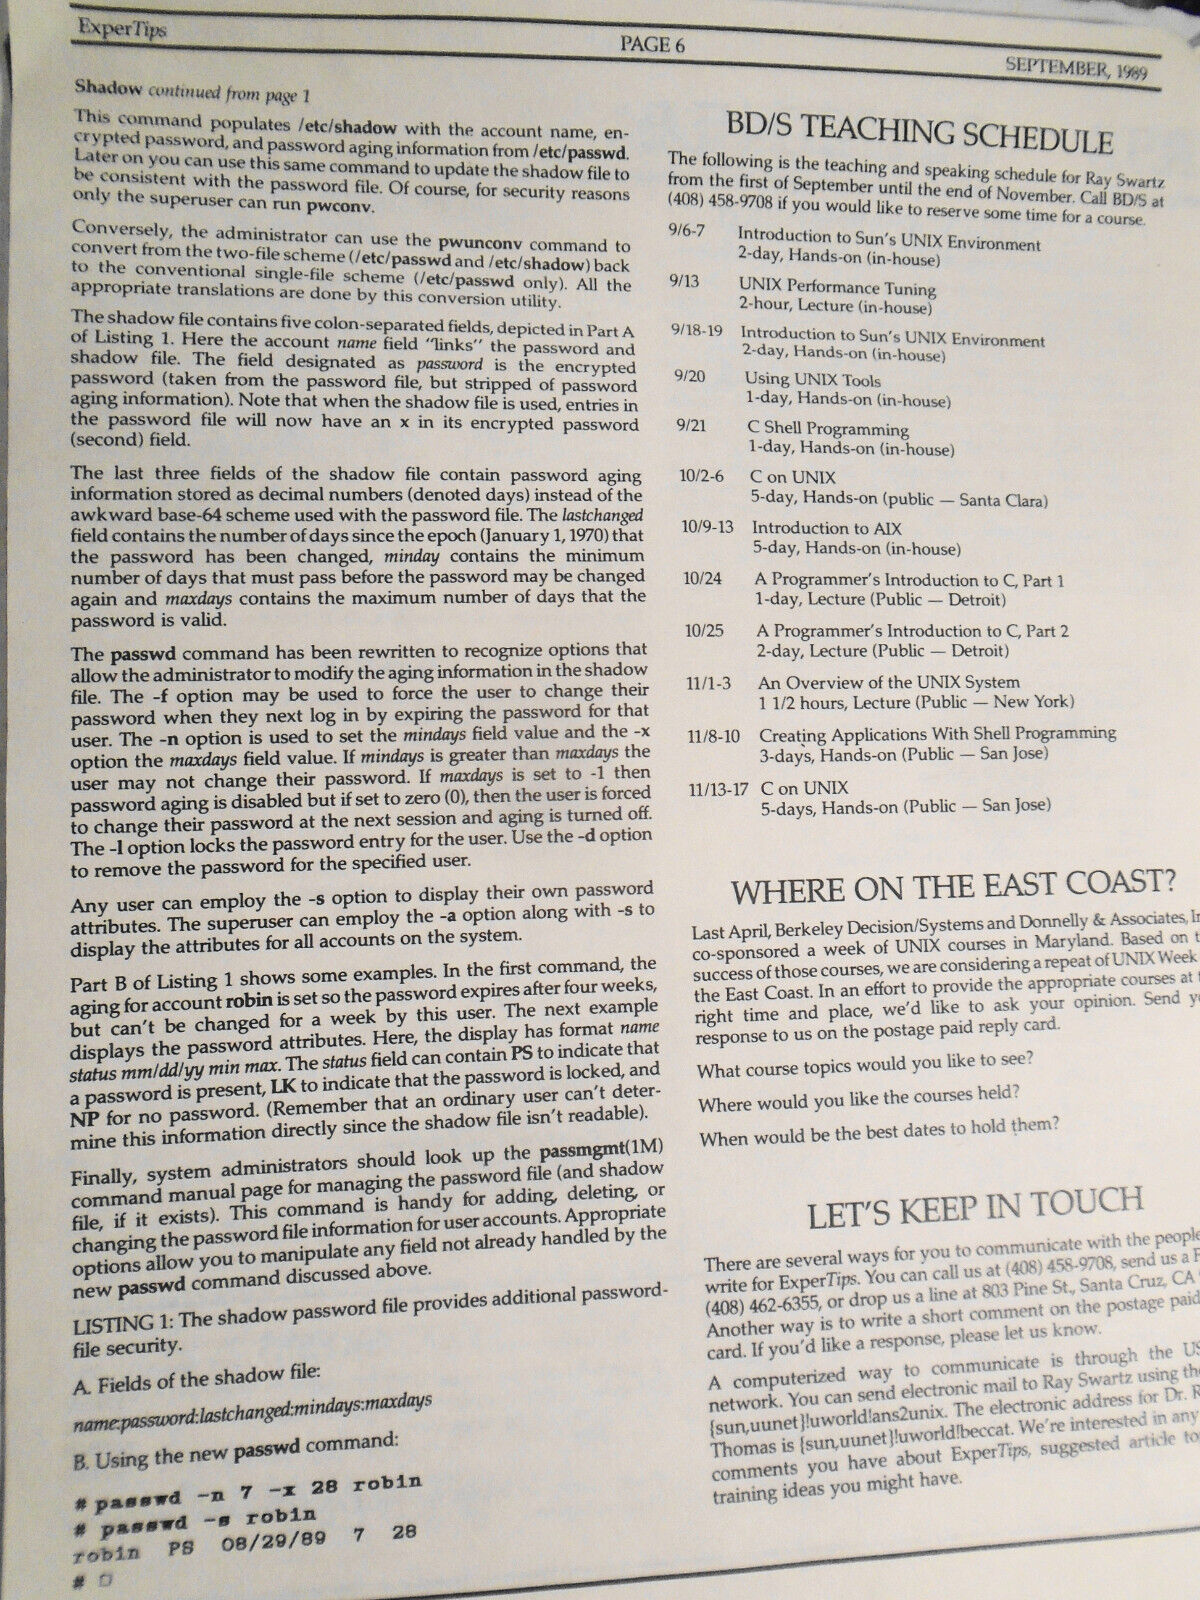 ExperTips
PAGE 6
SEPTEMBER, 1989
Shadow continued from page 1
This command populates /etc/shadow with the account name, en-
crypted password, and password aging information from /etc/passwd.
Later on you can use this same command to update the shadow file to
be consistent with the password file. Of course, for security reasons
only the superuser can run pwconv.
Conversely, the administrator can use the pwunconv command to
convert from the two-file scheme (/etc/passwd and /etc/shadow) back
to the conventional single-file scheme (/etc/passwd only). All the
appropriate translations are done by this conversion utility.
The shadow file contains five colon-separated fields, depicted in Part A
of Listing 1. Here the account name field "links" the password and
shadow file. The field designated as password is the encrypted
password (taken from the password file, but stripped of password
aging information). Note that when the shadow file is used, entries in
the password file will now have an x in its encrypted password
(second) field.
The last three fields of the shadow file contain password aging
information stored as decimal numbers (denoted days) instead of the
awkward base-64 scheme used with the password file. The lastchanged
field contains the number of days since the epoch (January 1, 1970) that
the password has been changed, minday contains the minimum
number of days that must pass before the password may be changed
again and maxdays contains the maximum number of days that the
password is valid.
The passwd command has been rewritten to recognize options that
allow the administrator to modify the aging information in the shadow
file. The -f option may be used to force the user to change their
password when they next log in by expiring the password for that
user. The -n option is used to set the mindays field value and the -x
option the maxdays field value. If mindays is greater than maxdays the
user may not change their password. If maxdays is set to -1 then
password aging is disabled but if set to zero (0), then the user is forced
to change their password at the next session and aging is turned off.
The -l option locks the password entry for the user. Use the -d option
to remove the password for the specified user.
Any user can employ the -s option to display their own password
attributes. The superuser can employ the -a option along with -s to
display the attributes for all accounts on the system.
Part B of Listing 1 shows some examples. In the first command, the
aging for account robin is set so the password expires after four weeks,
but can't be changed for a week by this user. The next example
displays the password attributes. Here, the display has format name
status mm/dd/yy min max. The status field can contain PS to indicate that
a password is present, LK to indicate that the password is locked, and
NP for no password. (Remember that an ordinary user can't deter-
mine this information directly since the shadow file isn't readable).
Finally, system administrators should look up the passmgmt(1M)
command manual page for managing the password file (and shadow
file, if it exists). This command is handy for adding, deleting, or
changing the password file information for user accounts. Appropriate
options allow you to manipulate any field not already handled by the
new passwd command discussed above.
LISTING 1: The shadow password file provides additional password-
file security.
A. Fields of the shadow file:
name:password:lastchanged:mindays:maxdays
B. Using the new passwd command:
# passwd -n 7 -x 28 robin
# passwd -s robin
robin PS 08/29/89 7 28
#
BD/S TEACHING SCHEDULE
The following is the teaching and speaking schedule for Ray Swartz
from the first of September until the end of November. Call BD/S at
(408) 458-9708 if you would like to reserve some time for a course.
9/6-7 Introduction to Sun's UNIX Environment
2-day, Hands-on (in-house)
9/13 UNIX Performance Tuning
2-hour, Lecture (in-house)
9/18-19 Introduction to Sun's UNIX Environment
2-day, Hands-on (in-house)
9/20 Using UNIX Tools
1-day, Hands-on (in-house)
9/21 C Shell Programming
1-day, Hands-on (in-house)
10/2-6 C on UNIX
5-day, Hands-on (public — Santa Clara)
10/9-13 Introduction to AIX
5-day, Hands-on (in-house)
10/24 A Programmer's Introduction to C, Part 1
1-day, Lecture (Public — Detroit)
10/25 A Programmer's Introduction to C, Part 2
2-day, Lecture (Public — Detroit)
11/1-3 An Overview of the UNIX System
1 1/2 hours, Lecture (Public — New York)
11/8-10 Creating Applications With Shell Programming
3-days, Hands-on (Public — San Jose)
11/13-17 C on UNIX
5-days, Hands-on (Public — San Jose)
WHERE ON THE EAST COAST?
Last April, Berkeley Decision/Systems and Donnelly & Associates,
co-sponsored a week of UNIX courses in Maryland. Based on
success of those courses, we are considering a repeat of UNIX Week
the East Coast. In an effort to provide the appropriate courses at
right time and place, we'd like to ask your opinion. Send
response to us on the postage paid reply card.
What course topics would you like to see?
Where would you like the courses held?
When would be the best dates to hold them?
LET'S KEEP IN TOUCH
There are several ways for you to communicate with the people
write for ExperTips. You can call us at (408) 458-9708, send us a
(408) 462-6355, or drop us a line at 803 Pine St., Santa Cruz, CA
Another way is to write a short comment on the postage paid
card. If you'd like a response, please let us know.
A computerized way to communicate is through the
network. You can send electronic mail to Ray Swartz using
{sun,uunet}!uworld!ans2unix. The electronic address for Dr.
Thomas is {sun,uunet}!uworld!beccat. We're interested in any
comments you have about ExperTips, suggested article
training ideas you might have.